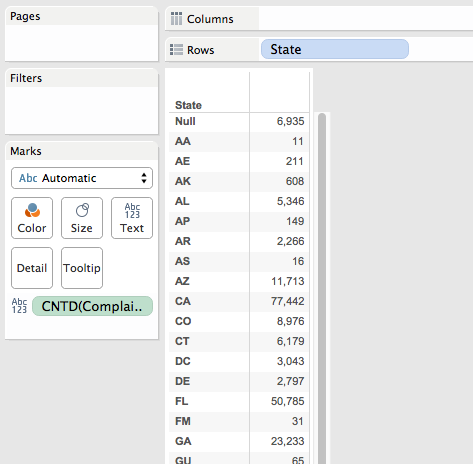 Pages
Columns
Rows State
Filters
Marks
Abc Automatic
Color Size Abc 123 Text
Detail Tooltip
Abc 123 CNTD(Complai..
State
Null 6,935
AA 11
AE 211
AK 608
AL 5,346
AP 149
AR 2,266
AS 16
AZ 11,713
CA 77,442
CO 8,976
CT 6,179
DC 3,043
DE 2,797
FL 50,785
FM 31
GA 23,233
GU 65